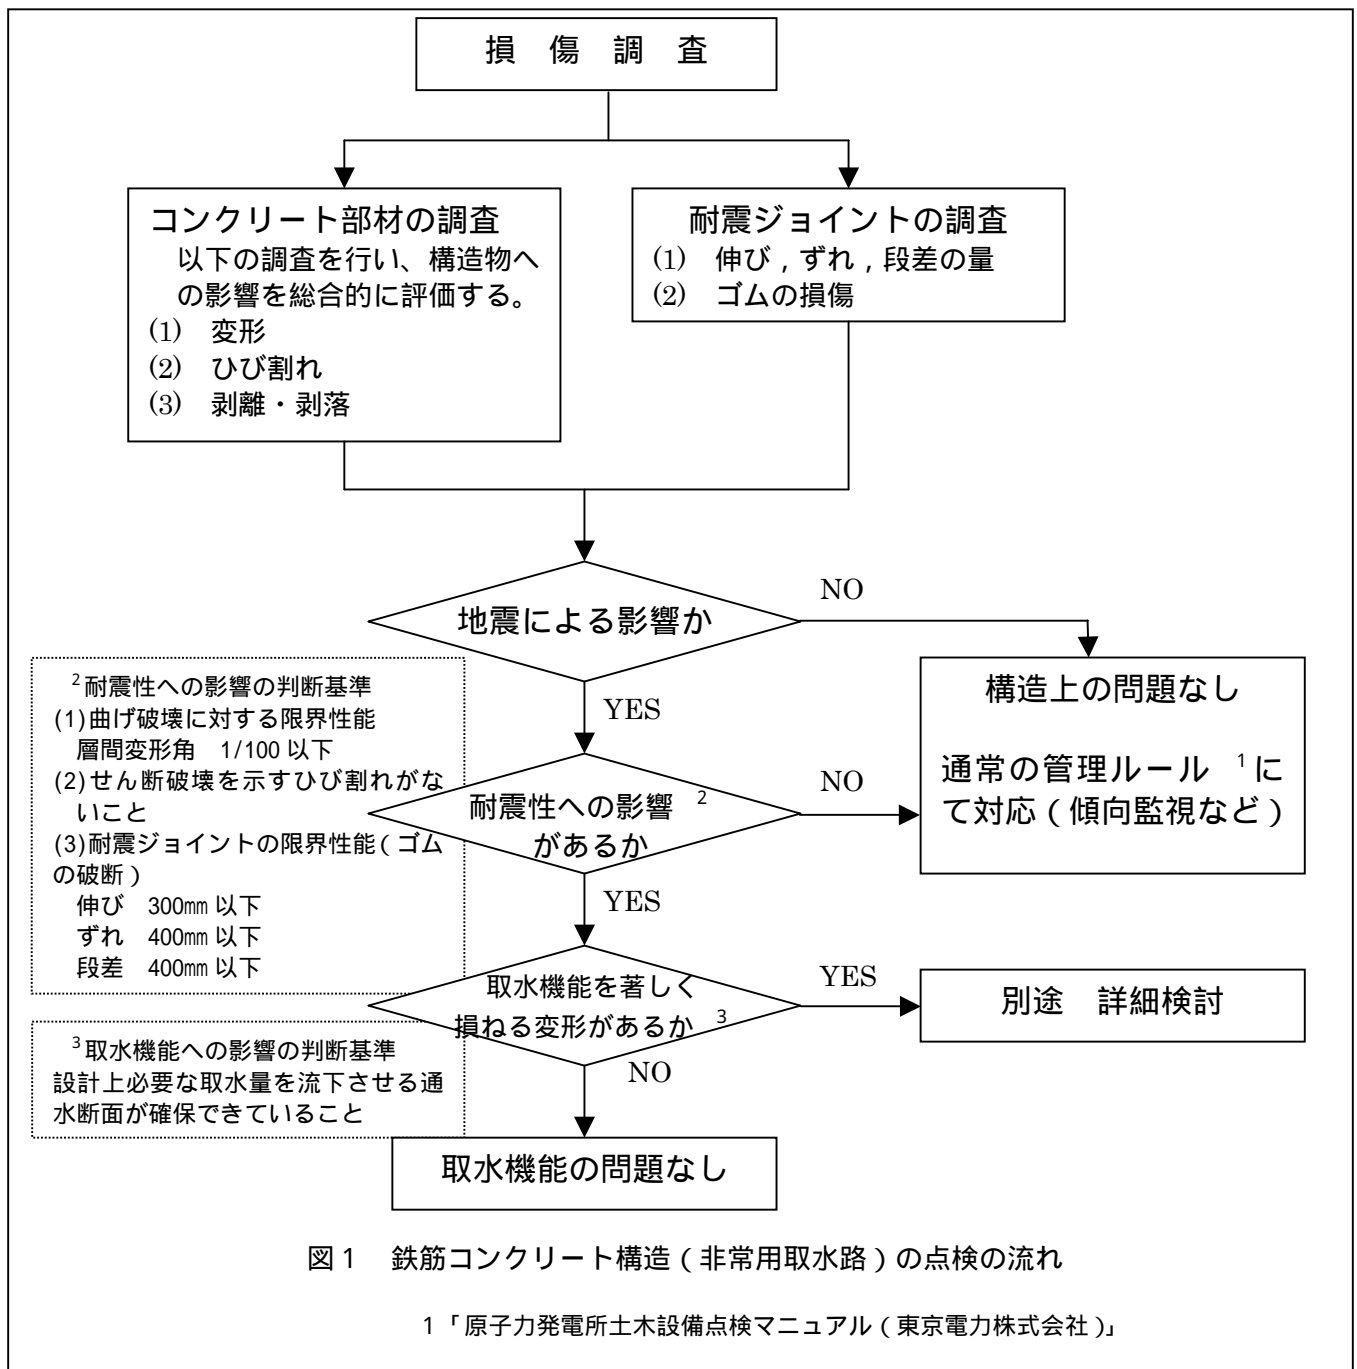 損　傷　調　査
コンクリート部材の調査
以下の調査を行い、構造物へ
の影響を総合的に評価する。
(1)　変形
(2)　ひび割れ
(3)　剥離・剥落
耐震ジョイントの調査
(1)　伸び，ずれ，段差の量
(2)　ゴムの損傷
地震による影響か
NO
YES
構造上の問題なし
通常の管理ルール　1に
て対応（傾向監視など）
2耐震性への影響の判断基準
(1)曲げ破壊に対する限界性能
層間変形角　1/100 以下
(2)せん断破壊を示すひび割れがな
いこと
(3)耐震ジョイントの限界性能（ゴム
の破断）
伸び　300㎜以下
ずれ　400㎜以下
段差　400㎜以下
耐震性への影響　2
があるか
NO
YES
取水機能を著しく
損ねる変形があるか　3
YES
別途　詳細検討
NO
3取水機能への影響の判断基準
設計上必要な取水量を流下させる通
水断面が確保できていること
取水機能の問題なし
図1　鉄筋コンクリート構造（非常用取水路）の点検の流れ
1「原子力発電所土木設備点検マニュアル（東京電力株式会社）」